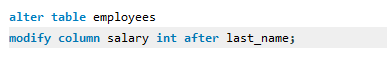 alter table employees
modify column salary int after last_name;